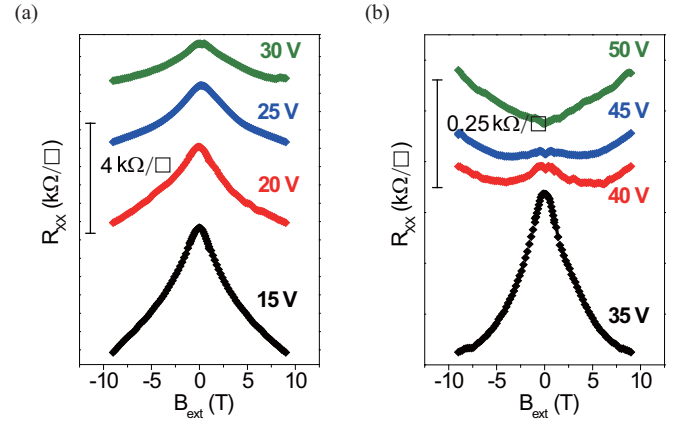 (a)
(b)
30 V
25 V
20 V
15 V
4 kΩ/□
R_XX (kΩ/□)
-10 -5 0 5 10
B_ext (T)
50 V
45 V
40 V
35 V
0.25 kΩ/□
R_XX (kΩ/□)
-10 -5 0 5 10
B_ext (T)